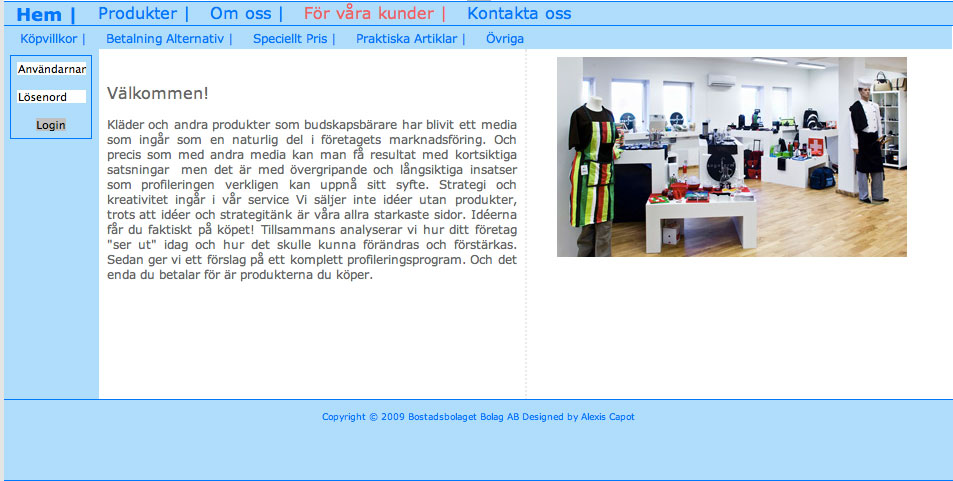 Hem | Produkter | Om oss | För våra kunder | Kontakta oss
Köpvillkor | Betalning Alternativ | Speciellt Pris | Praktiska Artiklar | Övriga
Användarnar
Lösenord
Login
Välkommen!
Kläder och andra produkter som budskapsbärare har blivit ett media
som ingår som en naturlig del i företagets marknadsföring. Och
precis som med andra media kan man få resultat med kortsiktiga
satsningar men det är med övergripande och långsiktiga insatser
som profileringen verkligen kan uppnå sitt syfte. Strategi och
kreativitet ingår i vår service Vi säljer inte idéer utan produkter,
trots att idéer och strategitänk är våra allra starkaste sidor. Idéerna
får du faktiskt på köpet! Tillsammans analyserar vi hur ditt företag
"ser ut" idag och hur det skulle kunna förändras och förstärkas.
Sedan ger vi ett förslag på ett komplett profileringsprogram. Och det
enda du betalar för är produkterna du köper.
Copyright © 2009 Bostadsbolaget Bolag AB Designed by Alexis Capot